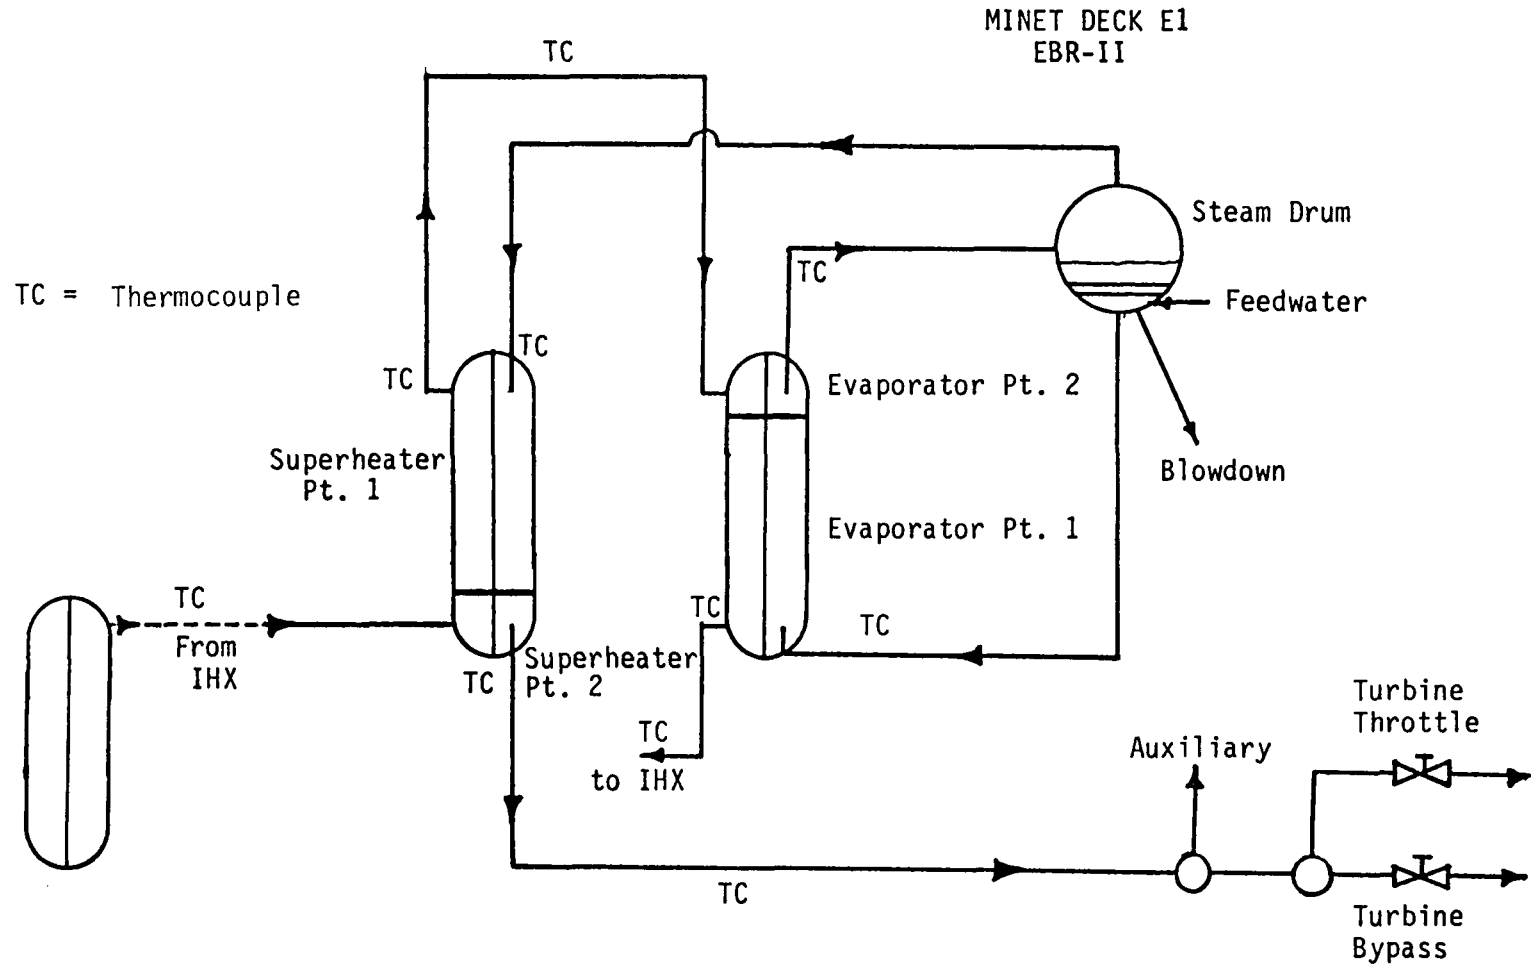 MINET DECK E1
EBR-II
TC
Steam Drum
TC
TC = Thermocouple
Feedwater
TC
TC
Evaporator Pt. 2
Superheater
Pt. 1
Blowdown
Evaporator Pt. 1
TC
From
IHX
TC
TC
Superheater
Pt. 2
TC
TC
to IHX
Turbine
Throttle
Auxiliary
TC
Turbine
Bypass